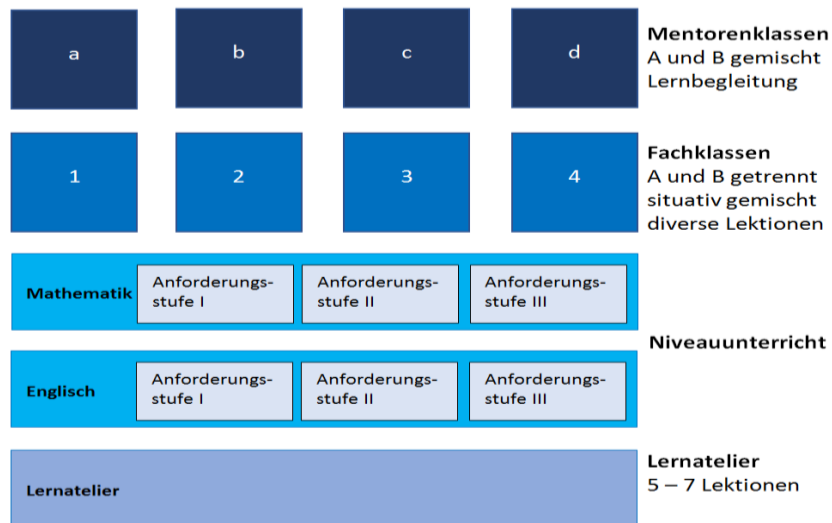 a
b
c
d
Mentorenklassen
A und B gemischt
Lernbegleitung
1
2
3
4
Fachklassen
A und B getrennt
situativ gemischt
diverse Lektionen
Mathematik
Anforderungs-
stufe I
Anforderungs-
stufe II
Anforderungs-
stufe III
Niveauunterricht
Englisch
Anforderungs-
stufe I
Anforderungs-
stufe II
Anforderungs-
stufe III
Lernatelier
Lernatelier
5 – 7 Lektionen